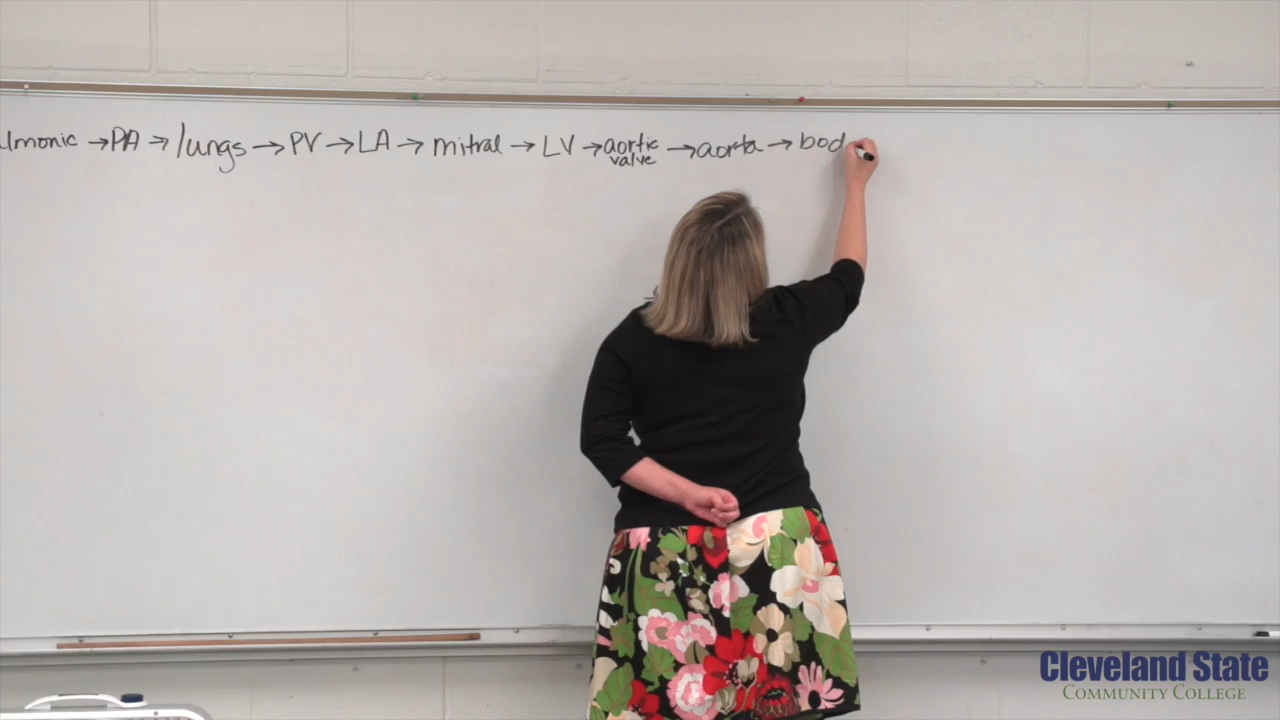 lmonic → PA → lungs → PV → LA → mitral → LV → aortic valve → aorta → bod
Cleveland State
COMMUNITY COLLEGE